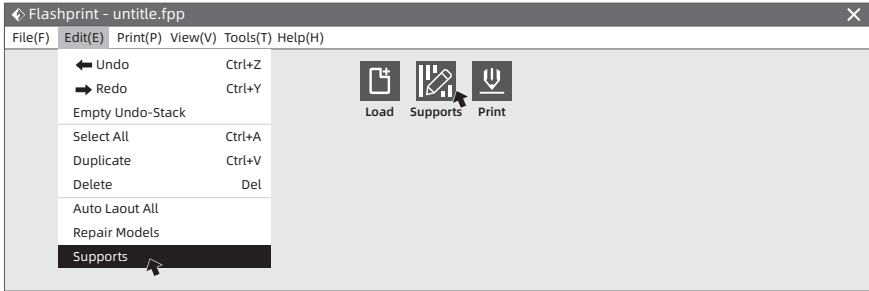 Flashprint - untitle.fpp
File(F) Edit(E) Print(P) View(V) Tools(T) Help(H)
Undo Ctrl+Z
Redo Ctrl+Y
Empty Undo-Stack
Select All Ctrl+A
Duplicate Ctrl+V
Delete Del
Auto Laout All
Repair Models
Supports
Load Supports Print